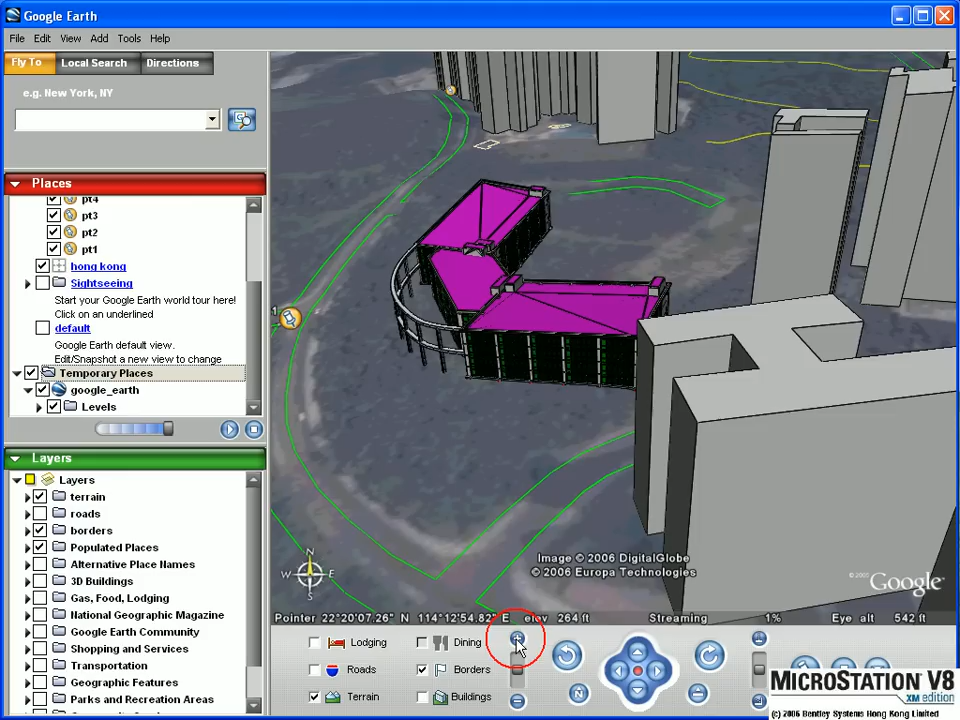 Google Earth
File Edit View Add Tools Help
Fly To Local Search Directions
e.g. New York, NY
Places
pt4
pt3
pt2
pt1
hong kong
Sightseeing
Start your Google Earth world tour here!
Click on an underlined
default
Google Earth default view.
Edit/Snapshot a new view to change
Temporary Places
google_earth
Levels
Layers
Layers
terrain
roads
borders
Populated Places
Alternative Place Names
3D Buildings
Gas, Food, Lodging
National Geographic Magazine
Google Earth Community
Shopping and Services
Transportation
Geographic Features
Parks and Recreation Areas
1
N
W E
S
Image © 2006 DigitalGlobe
© 2006 Europa Technologies
© 2005
Google
Pointer 22°20'07.26" N 114°12'54.82" E elev 264 ft Streaming 1% Eye alt 542 ft
Lodging Dining
Roads Borders
Terrain Buildings
N
MICROSTATION V8
XM edition
(c) 2006 Bentley Systems Hong Kong Limited